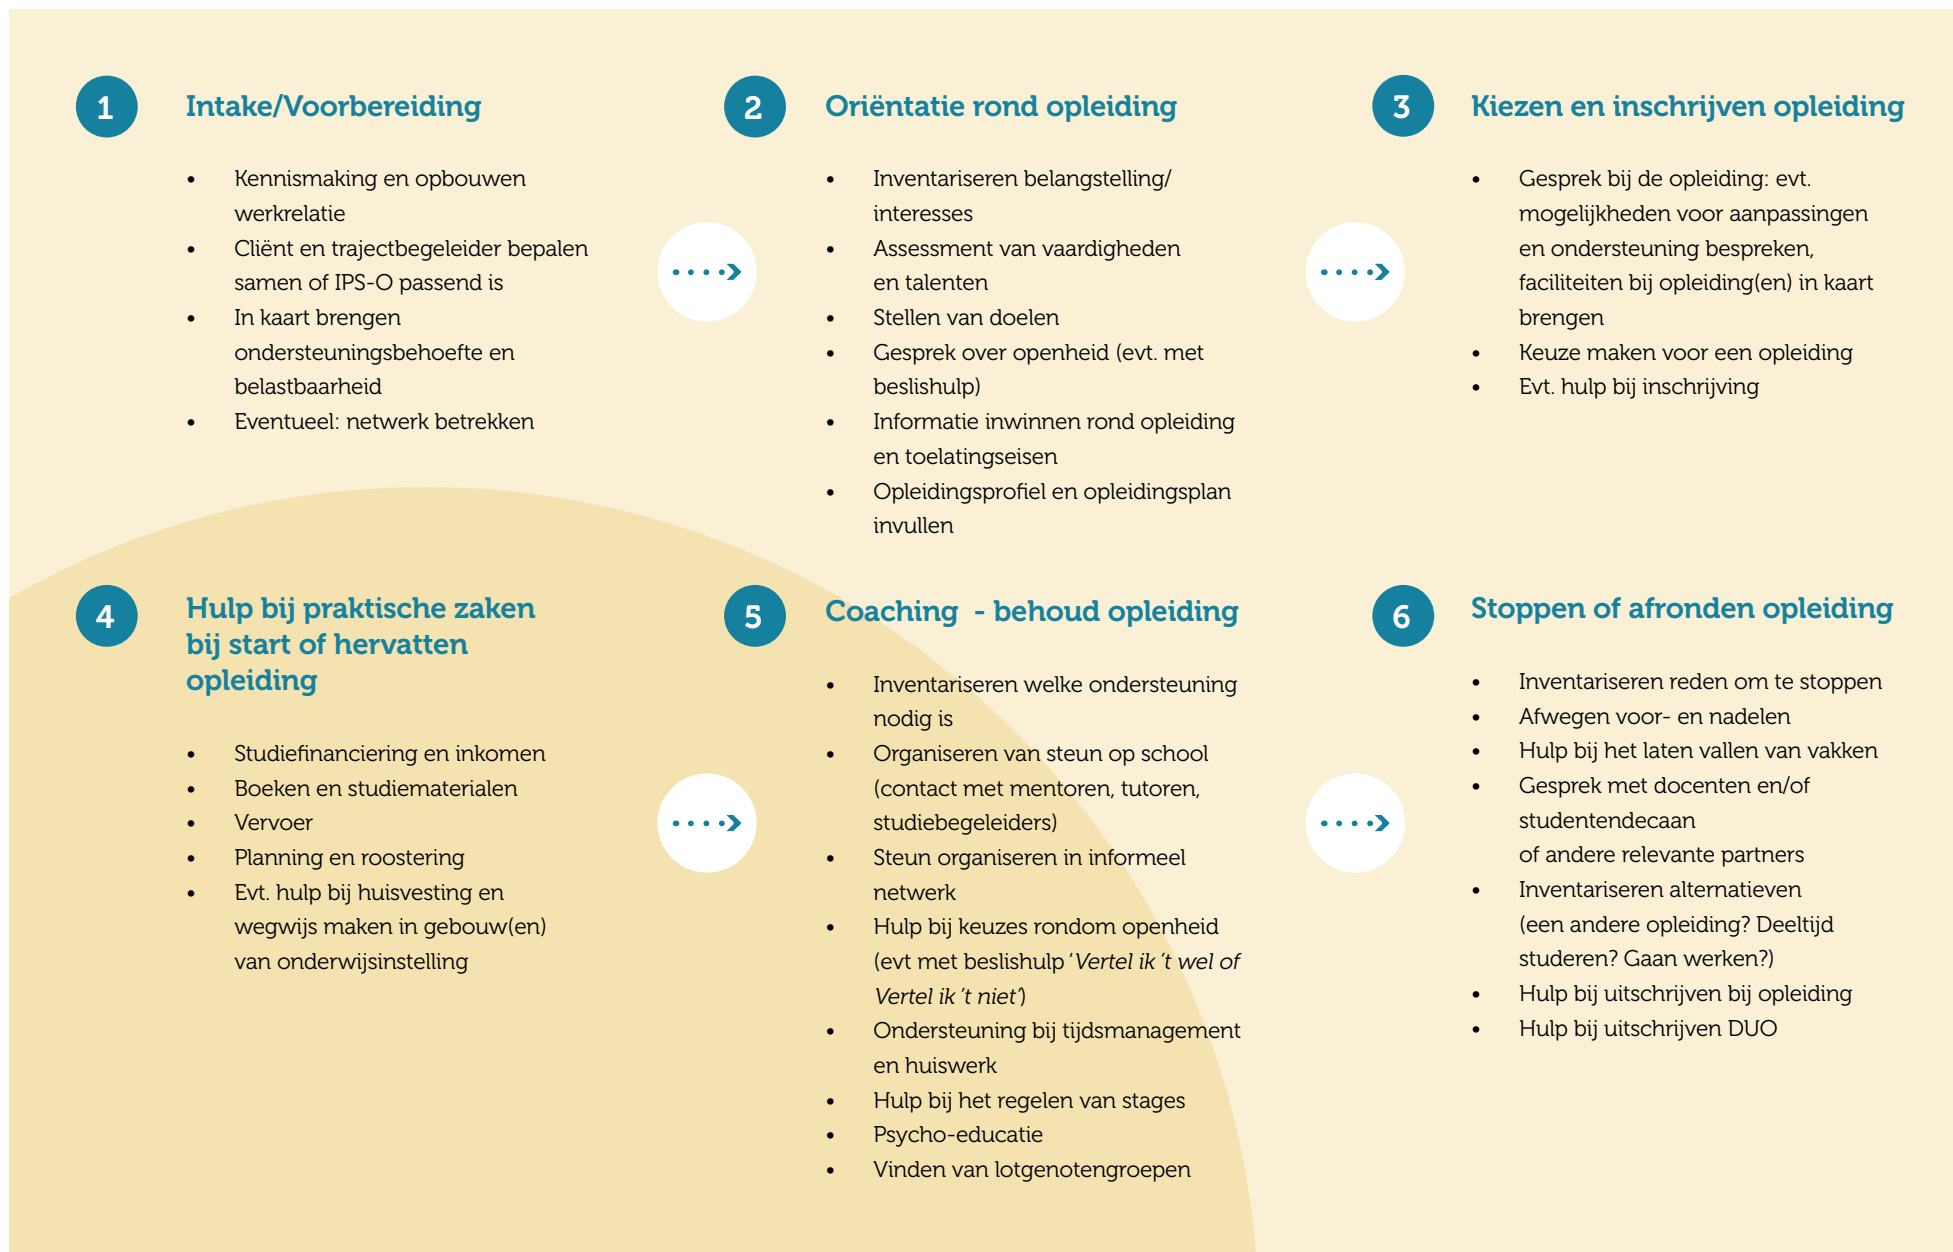 1
Intake/Voorbereiding
• Kennismaking en opbouwen
werkrelatie
• Cliënt en trajectbegeleider bepalen
samen of IPS-O passend is
• In kaart brengen
ondersteuningsbehoefte en
belastbaarheid
• Eventueel: netwerk betrekken
2
Oriëntatie rond opleiding
• Inventariseren belangstelling/
interesses
• Assessment van vaardigheden
en talenten
• Stellen van doelen
• Gesprek over openheid (evt. met
beslishulp)
• Informatie inwinnen rond opleiding
en toelatingseisen
• Opleidingsprofiel en opleidingsplan
invullen
3
Kiezen en inschrijven opleiding
• Gesprek bij de opleiding: evt.
mogelijkheden voor aanpassingen
en ondersteuning bespreken,
faciliteiten bij opleiding(en) in kaart
brengen
• Keuze maken voor een opleiding
• Evt. hulp bij inschrijving
4
Hulp bij praktische zaken
bij start of hervatten
opleiding
• Studiefinanciering en inkomen
• Boeken en studiematerialen
• Vervoer
• Planning en roostering
• Evt. hulp bij huisvesting en
wegwijs maken in gebouw(en)
van onderwijsinstelling
5
Coaching - behoud opleiding
• Inventariseren welke ondersteuning
nodig is
• Organiseren van steun op school
(contact met mentoren, tutoren,
studiebegeleiders)
• Steun organiseren in informeel
netwerk
• Hulp bij keuzes rondom openheid
(evt met beslishulp ‘Vertel ik ’t wel of
Vertel ik ’t niet’)
• Ondersteuning bij tijdsmanagement
en huiswerk
• Hulp bij het regelen van stages
• Psycho-educatie
• Vinden van lotgenotengroepen
6
Stoppen of afronden opleiding
• Inventariseren reden om te stoppen
• Afwegen voor- en nadelen
• Hulp bij het laten vallen van vakken
• Gesprek met docenten en/of
studentendecaan
of andere relevante partners
• Inventariseren alternatieven
(een andere opleiding? Deeltijd
studeren? Gaan werken?)
• Hulp bij uitschrijven bij opleiding
• Hulp bij uitschrijven DUO